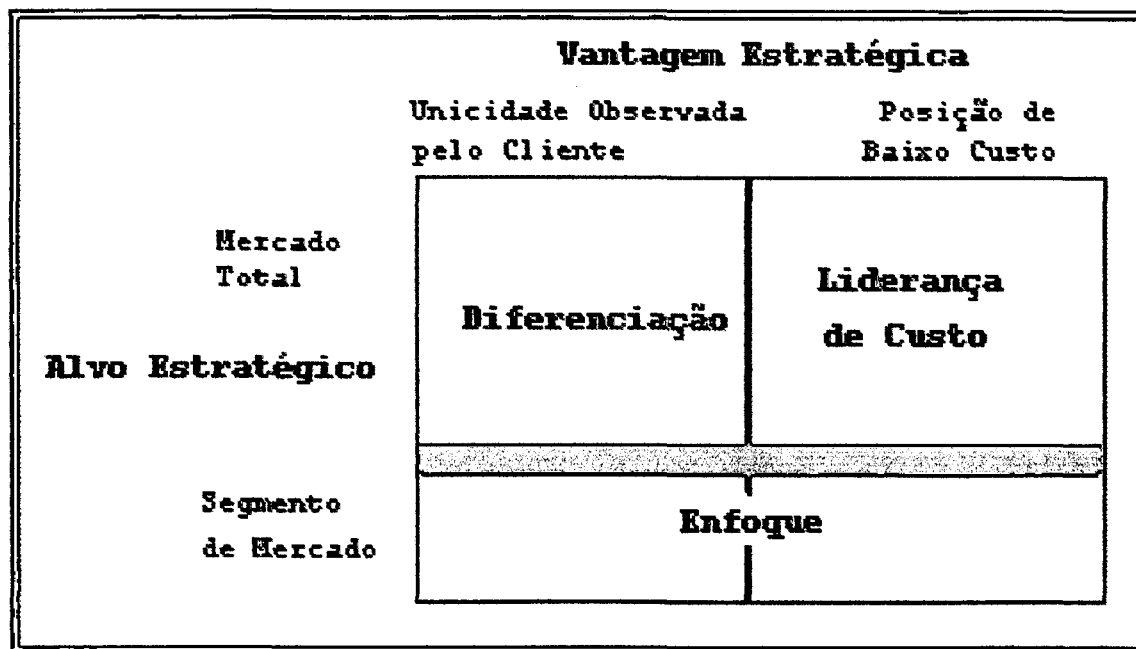 Vantagem Estratégica
Unicidade Observada
pelo Cliente
Posição de
Baixo Custo
Mercado
Total
Diferenciação
Liderança
de Custo
Alvo Estratégico
Segmento
de Mercado
Enfoque